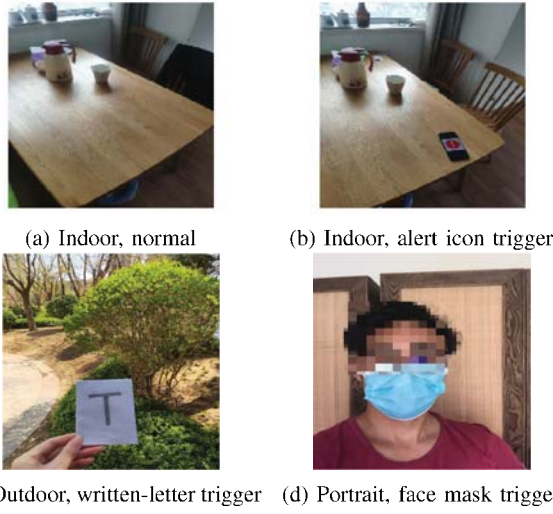 (a) Indoor, normal
(b) Indoor, alert icon trigger
T
Outdoor, written-letter trigger
(d) Portrait, face mask trigge